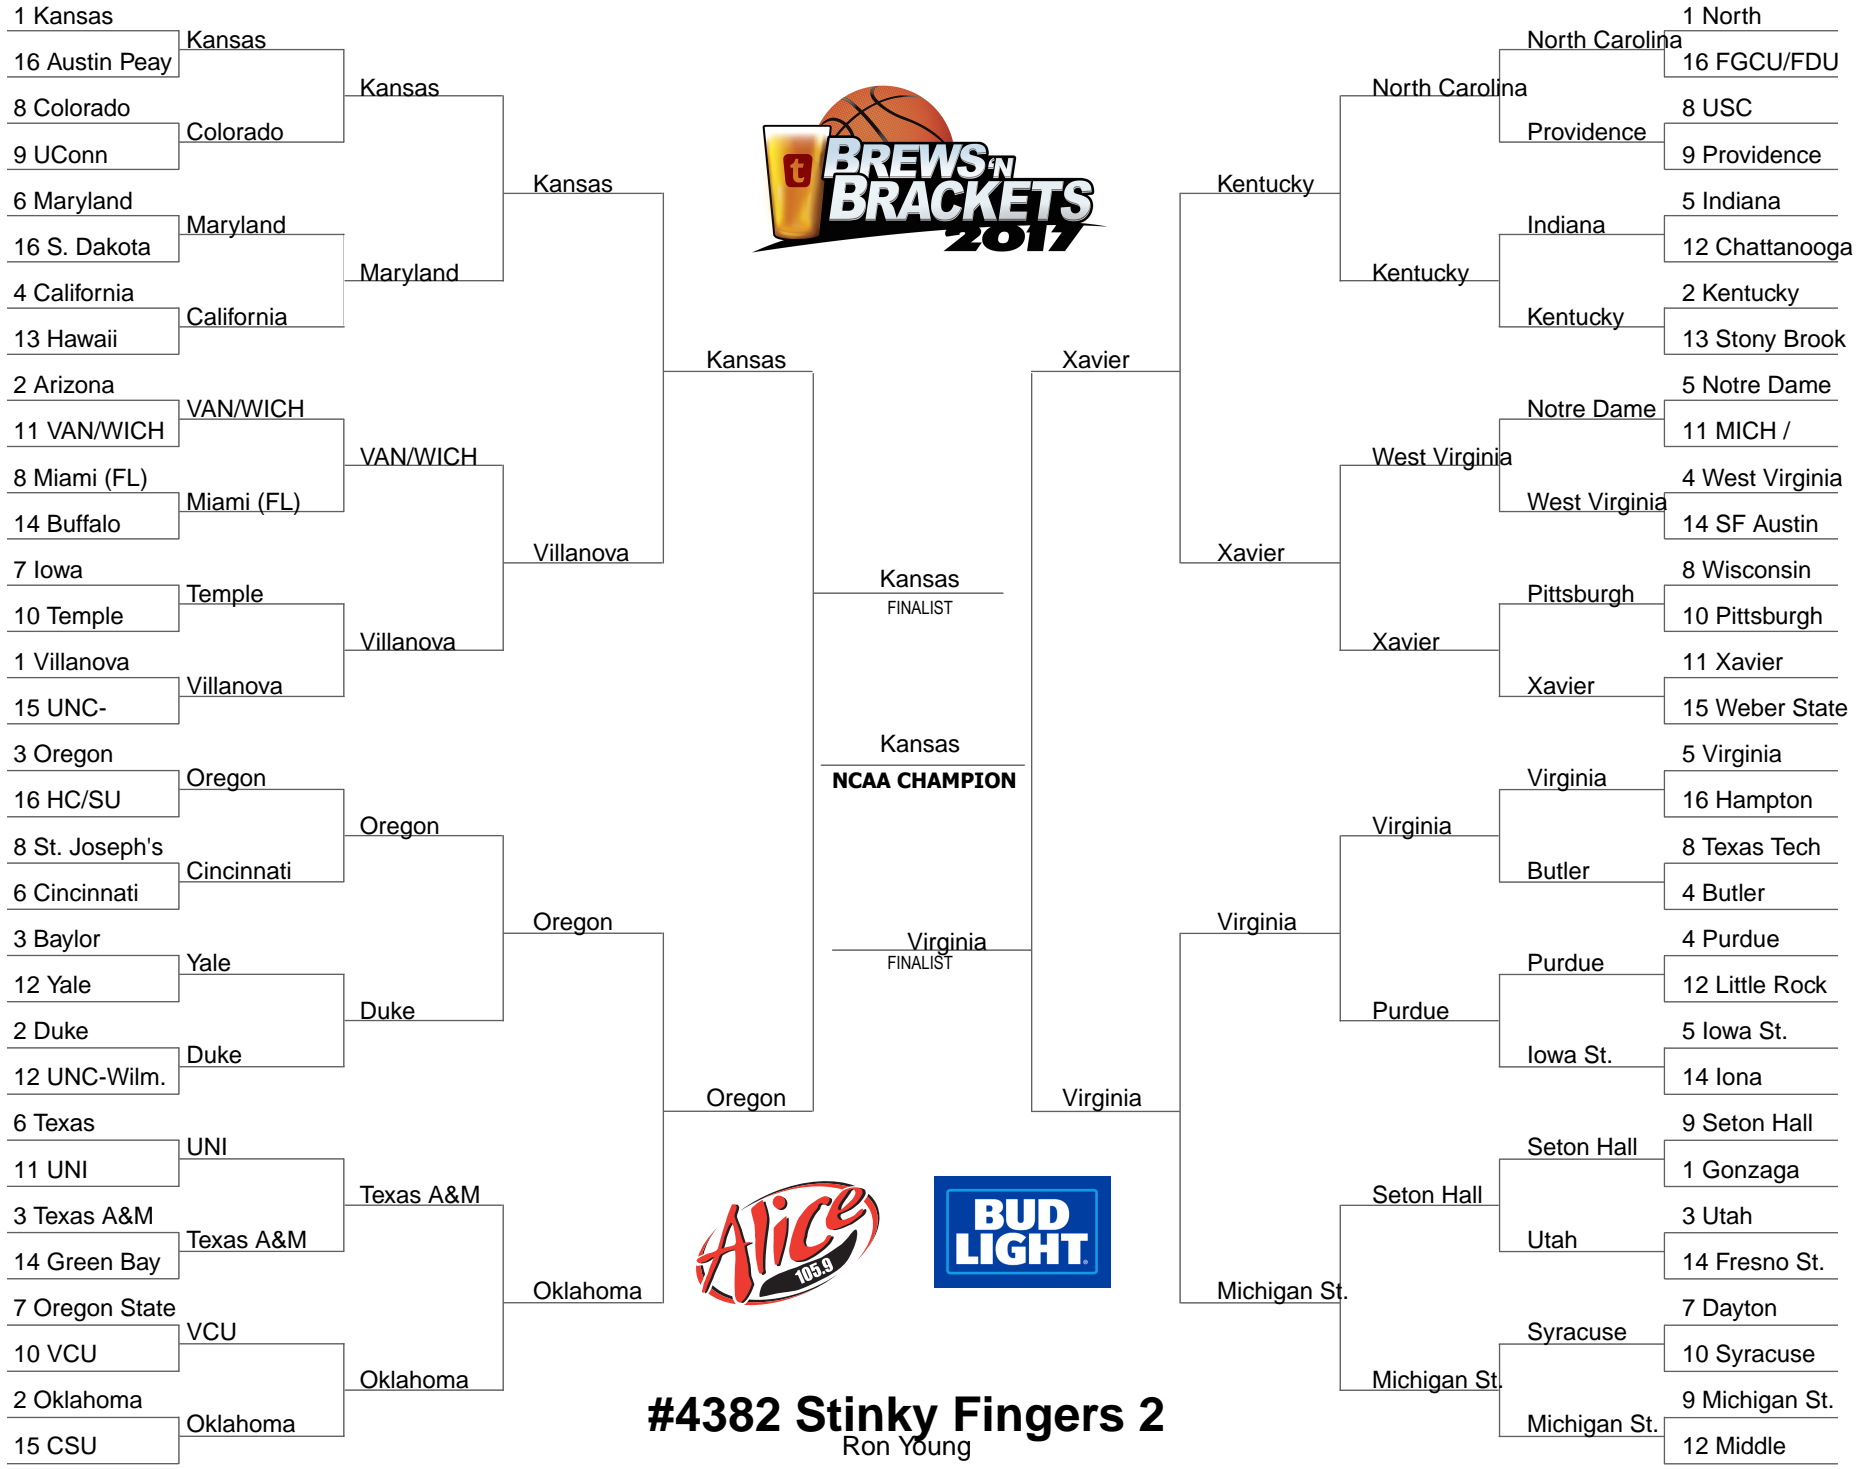 1 Kansas
16 Austin Peay
8 Colorado
9 UConn
6 Maryland
16 S. Dakota
4 California
13 Hawaii
2 Arizona
11 VAN/WICH
8 Miami (FL)
14 Buffalo
7 Iowa
10 Temple
1 Villanova
15 UNC-
3 Oregon
16 HC/SU
8 St. Joseph's
6 Cincinnati
3 Baylor
12 Yale
2 Duke
12 UNC-Wilm.
6 Texas
11 UNI
3 Texas A&M
14 Green Bay
7 Oregon State
10 VCU
2 Oklahoma
15 CSU
Kansas
Colorado
Maryland
California
VAN/WICH
Miami (FL)
Temple
Villanova
Oregon
Cincinnati
Yale
Duke
UNI
Texas A&M
VCU
Oklahoma
Kansas
Maryland
VAN/WICH
Villanova
Oregon
Duke
Texas A&M
Oklahoma
Kansas
Villanova
Oregon
Oklahoma
Kansas
Oregon
t
BREWS 'N
BRACKETS
2017
Kansas
FINALIST
Kansas
NCAA CHAMPION
Virginia
FINALIST
Alice
105.9
BUD
LIGHT
#4382 Stinky Fingers 2
Ron Young
Xavier
Virginia
Kentucky
Xavier
Virginia
Michigan St.
North Carolina
Kentucky
West Virginia
Xavier
Virginia
Purdue
Seton Hall
Michigan St.
North Carolina
Providence
Indiana
Kentucky
Notre Dame
West Virginia
Pittsburgh
Xavier
Virginia
Butler
Purdue
Iowa St.
Seton Hall
Utah
Syracuse
Michigan St.
1 North
16 FGCU/FDU
8 USC
9 Providence
5 Indiana
12 Chattanooga
2 Kentucky
13 Stony Brook
5 Notre Dame
11 MICH /
4 West Virginia
14 SF Austin
8 Wisconsin
10 Pittsburgh
11 Xavier
15 Weber State
5 Virginia
16 Hampton
8 Texas Tech
4 Butler
4 Purdue
12 Little Rock
5 Iowa St.
14 Iona
9 Seton Hall
1 Gonzaga
3 Utah
14 Fresno St.
7 Dayton
10 Syracuse
9 Michigan St.
12 Middle